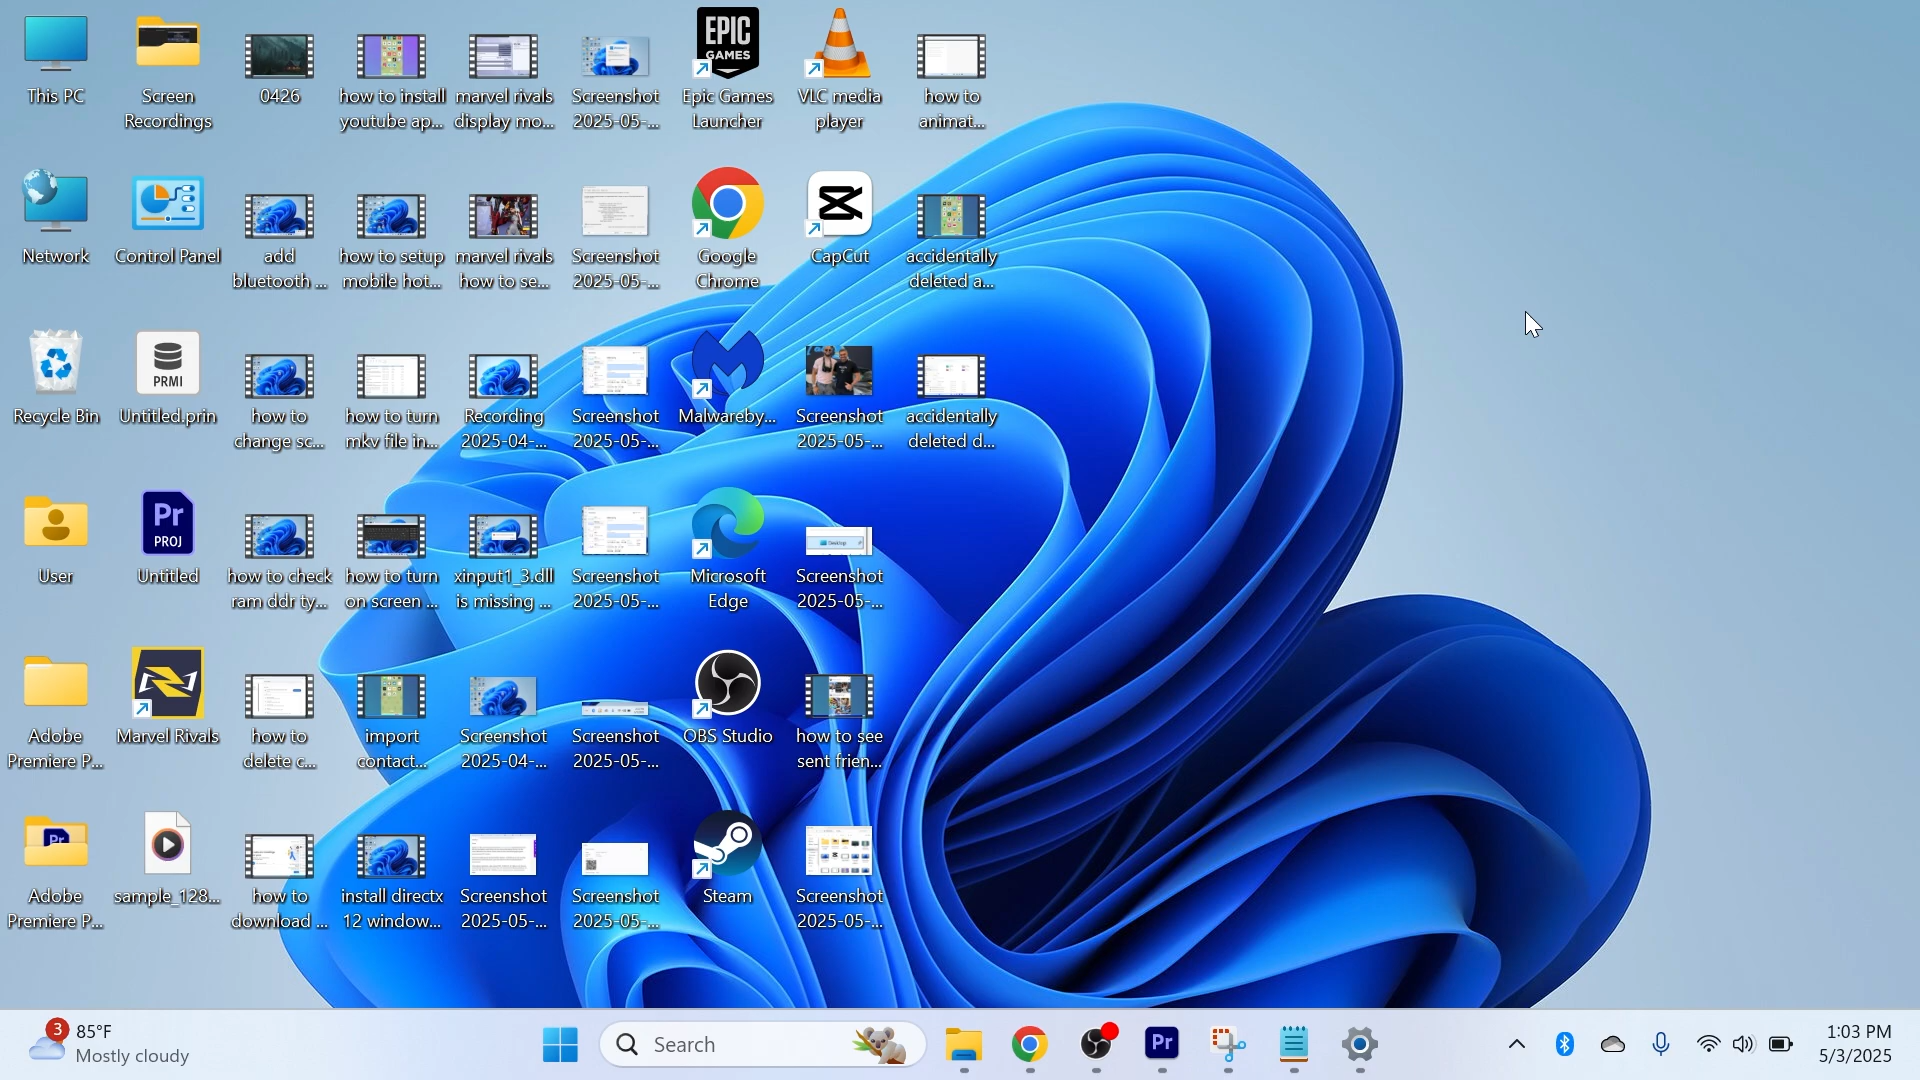 This PC
Screen
Recordings
0426
how to install
youtube ap...
marvel rivals
display mo...
Screenshot
2025-05-...
EPIC
GAMES
Epic Games
Launcher
VLC media
player
how to
animat...
Network
Control Panel
add
bluetooth ...
how to setup
mobile hot...
marvel rivals
how to se...
Screenshot
2025-05-...
Google
Chrome
CapCut
accidentally
deleted a...
Recycle Bin
PRMI
Untitled.prin
how to
change sc...
how to turn
mkv file in...
Recording
2025-04-...
Screenshot
2025-05-...
Malwareby...
Screenshot
2025-05-...
accidentally
deleted d...
User
Pr
PROJ
Untitled
how to check
ram ddr ty...
how to turn
on screen ...
xinput1_3.dll
is missing ...
Screenshot
2025-05-...
Microsoft
Edge
Desktop
Screenshot
2025-05-...
Adobe
Premiere P...
Marvel Rivals
how to
delete c...
import
contact...
Screenshot
2025-04-...
Screenshot
2025-05-...
OBS Studio
how to see
sent frien...
Pr
Adobe
Premiere P...
sample_128...
how to
download ...
install directx
12 window...
Screenshot
2025-05-...
Screenshot
2025-05-...
Steam
Screenshot
2025-05-...
3
85°F
Mostly cloudy
Search
Pr
1:03 PM
5/3/2025